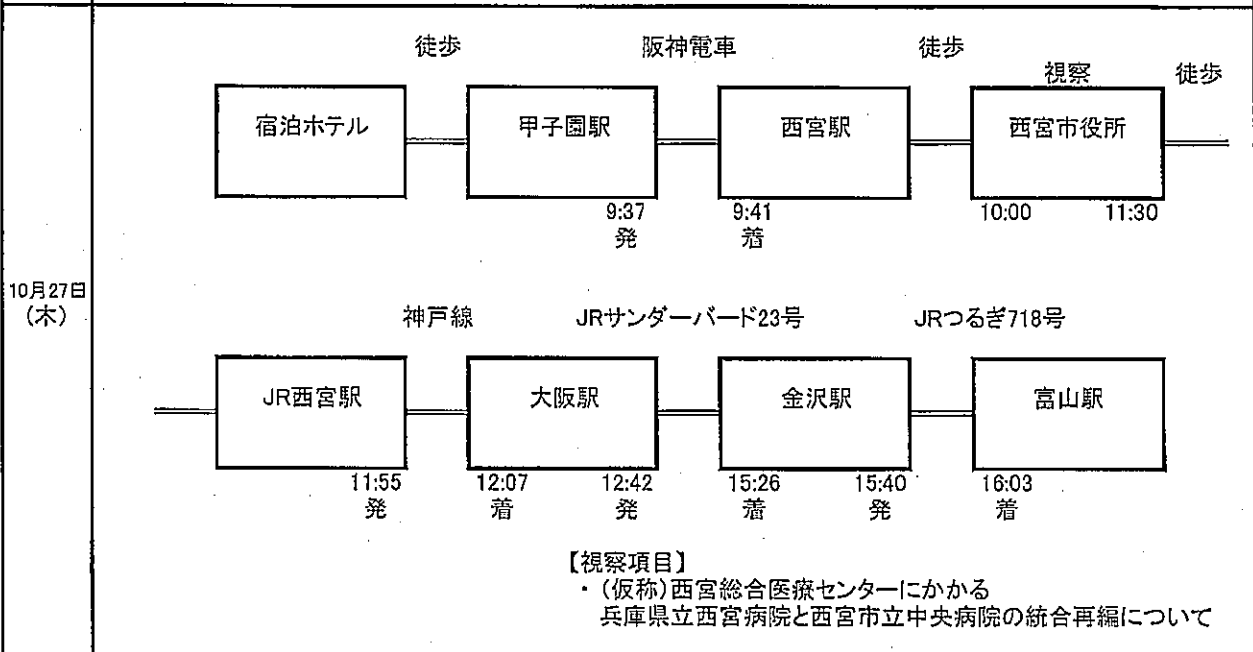 10月27日
（木）
徒歩
阪神電車
徒歩
視察
徒歩
宿泊ホテル
甲子園駅
西宮駅
西宮市役所
9:37
発
9:41
着
10:00
11:30
神戸線
JRサンダーバード23号
JRつるぎ718号
JR西宮駅
大阪駅
金沢駅
富山駅
11:55
発
12:07
着
12:42
発
15:26
着
15:40
発
16:03
着
【視察項目】
・（仮称）西宮総合医療センターにかかる
兵庫県立西宮病院と西宮市立中央病院の統合再編について